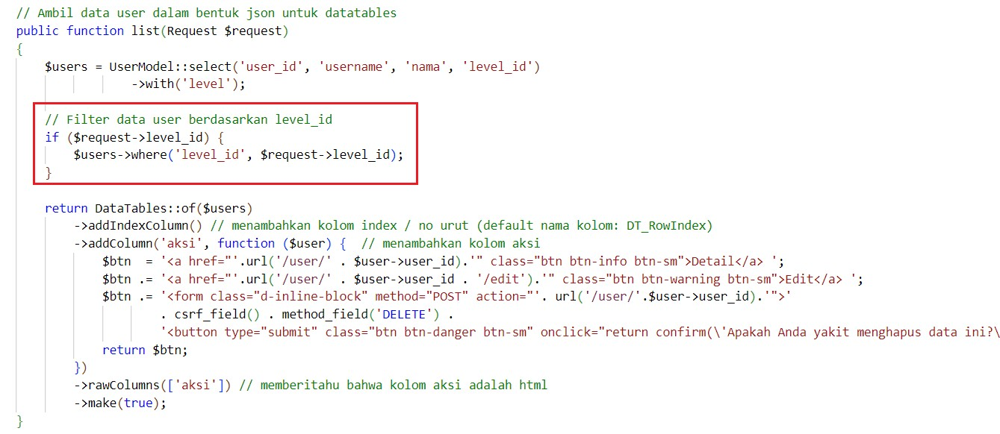 // Ambil data user dalam bentuk json untuk datatables
public function list(Request $request)
{
    $users = UserModel::select('user_id', 'username', 'nama', 'level_id')
                ->with('level');
    // Filter data user berdasarkan level_id
    if ($request->level_id) {
        $users->where('level_id', $request->level_id);
    }
    return DataTables::of($users)
        ->addIndexColumn() // menambahkan kolom index / no urut (default nama kolom: DT_RowIndex)
        ->addColumn('aksi', function ($user) {  // menambahkan kolom aksi
            $btn  = '<a href="'.url('/user/' . $user->user_id).'" class="btn btn-info btn-sm">Detail</a> ';
            $btn .= '<a href="'.url('/user/' . $user->user_id . '/edit').'" class="btn btn-warning btn-sm">Edit</a> ';
            $btn .= '<form class="d-inline-block" method="POST" action="'. url('/user/'.$user->user_id).'">'
                    . csrf_field() . method_field('DELETE') .
                    '<button type="submit" class="btn btn-danger btn-sm" onclick="return confirm(\'Apakah Anda yakit menghapus data ini?\
            return $btn;
        })
        ->rawColumns(['aksi']) // memberitahu bahwa kolom aksi adalah html
        ->make(true);
}